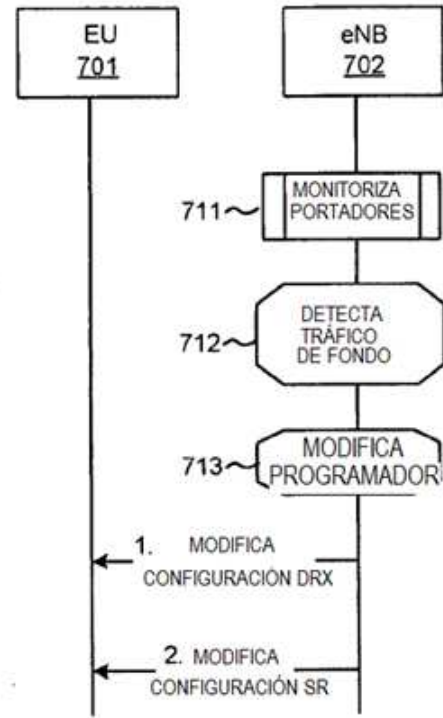 EU
701
eNB
702
711
MONITORIZA
PORTADORES
712
DETECTA
TRÁFICO
DE FONDO
713
MODIFICA
PROGRAMADOR
1. MODIFICA
CONFIGURACIÓN DRX
2. MODIFICA
CONFIGURACIÓN SR